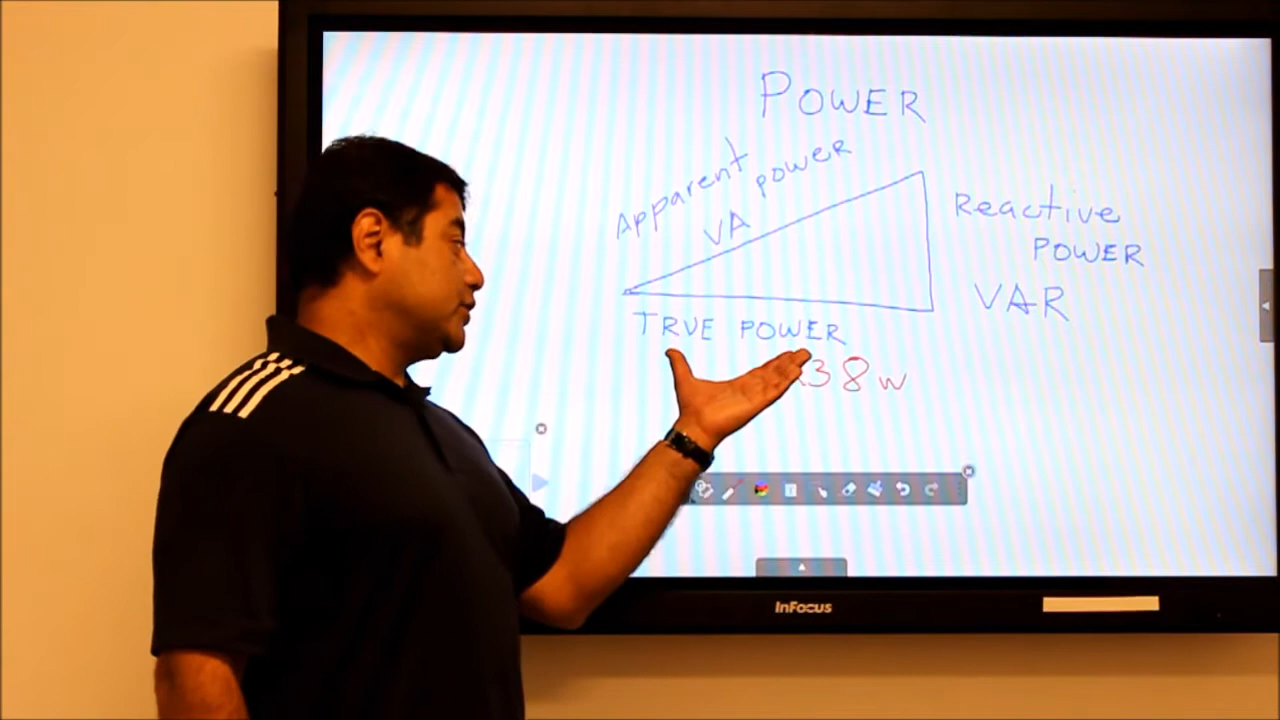 POWER
Apparent power
VA
Reactive
POWER
VAR
TRUE POWER
38 w
InFocus